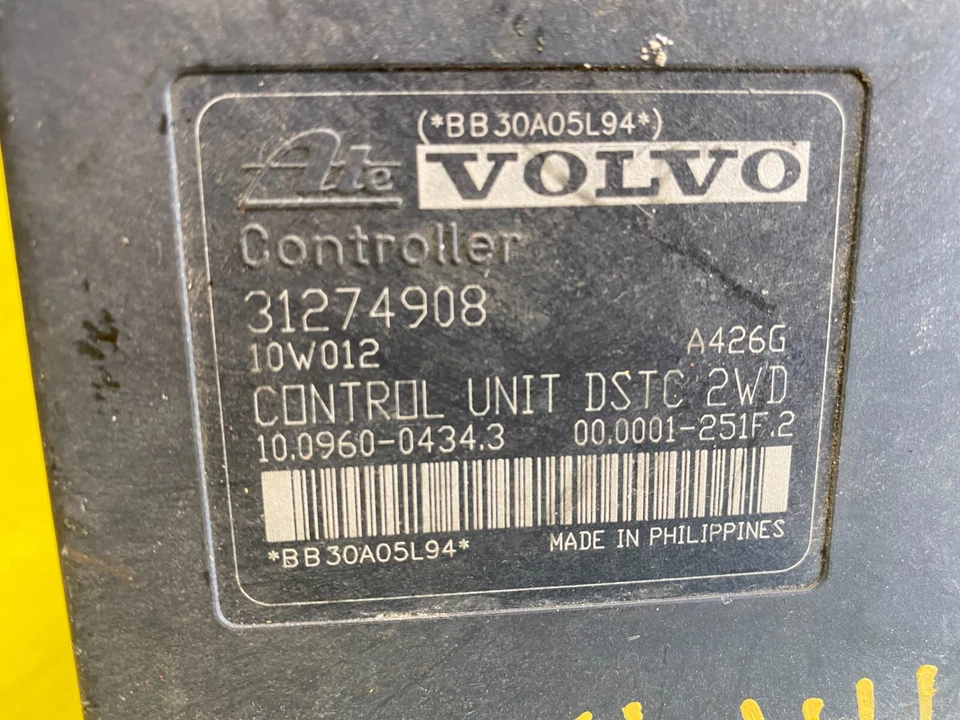 (*BB30A05L94*)
Ate VOLVO
Controller
31274908
10W012 A426G
CONTROL UNIT DSTC 2WD
10.0960-0434.3 00.0001-251F.2
*BB30A05L94* MADE IN PHILIPPINES